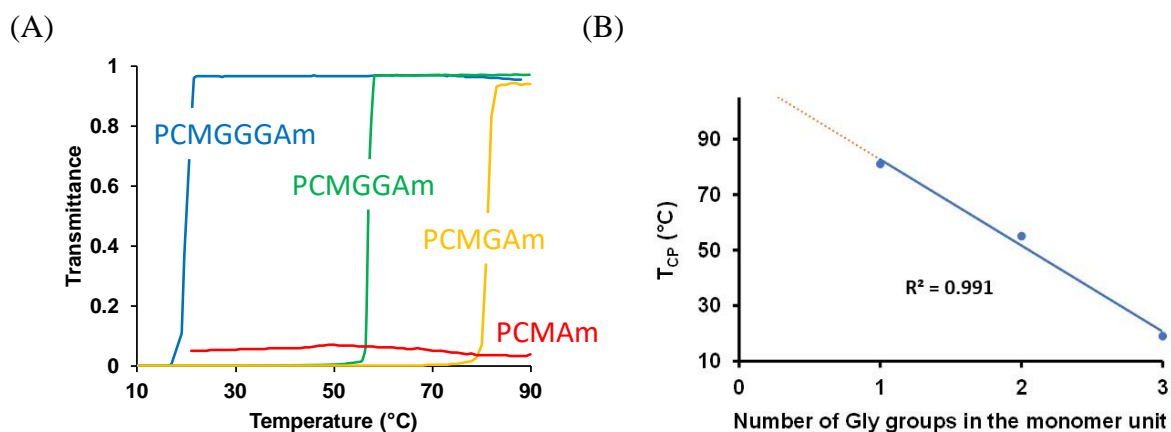 (A)
(B)
1
0.8
0.6
0.4
0.2
0
Transmittance
PCMGGGAm
PCMGGAm
PCMGAm
PCMAm
10 30 50 70 90
Temperature (°C)
90
70
50
30
10
T_CP (°C)
R² = 0.991
0 1 2 3
Number of Gly groups in the monomer unit